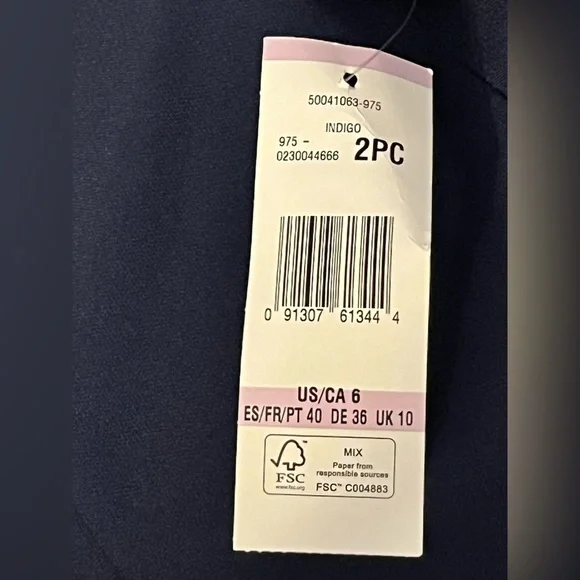 50041063-975
INDIGO
975 -
0230044666
2PC
0 91307 61344 4
US/CA 6
ES/FR/PT 40 DE 36 UK 10
FSC
www.fsc.org
MIX
Paper from
responsible sources
FSC™ C004883